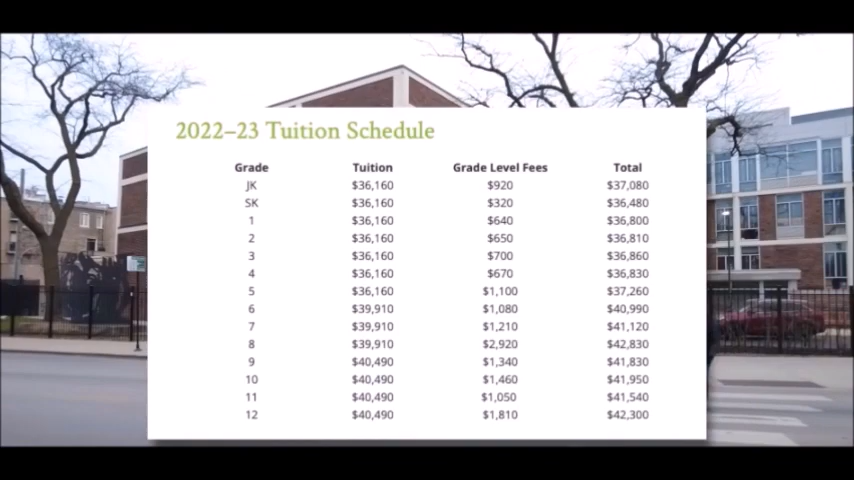 2022–23 Tuition Schedule
Grade Tuition Grade Level Fees Total
JK $36,160 $920 $37,080
SK $36,160 $320 $36,480
1 $36,160 $640 $36,800
2 $36,160 $650 $36,810
3 $36,160 $700 $36,860
4 $36,160 $670 $36,830
5 $36,160 $1,100 $37,260
6 $39,910 $1,080 $40,990
7 $39,910 $1,210 $41,120
8 $39,910 $2,920 $42,830
9 $40,490 $1,340 $41,830
10 $40,490 $1,460 $41,950
11 $40,490 $1,050 $41,540
12 $40,490 $1,810 $42,300